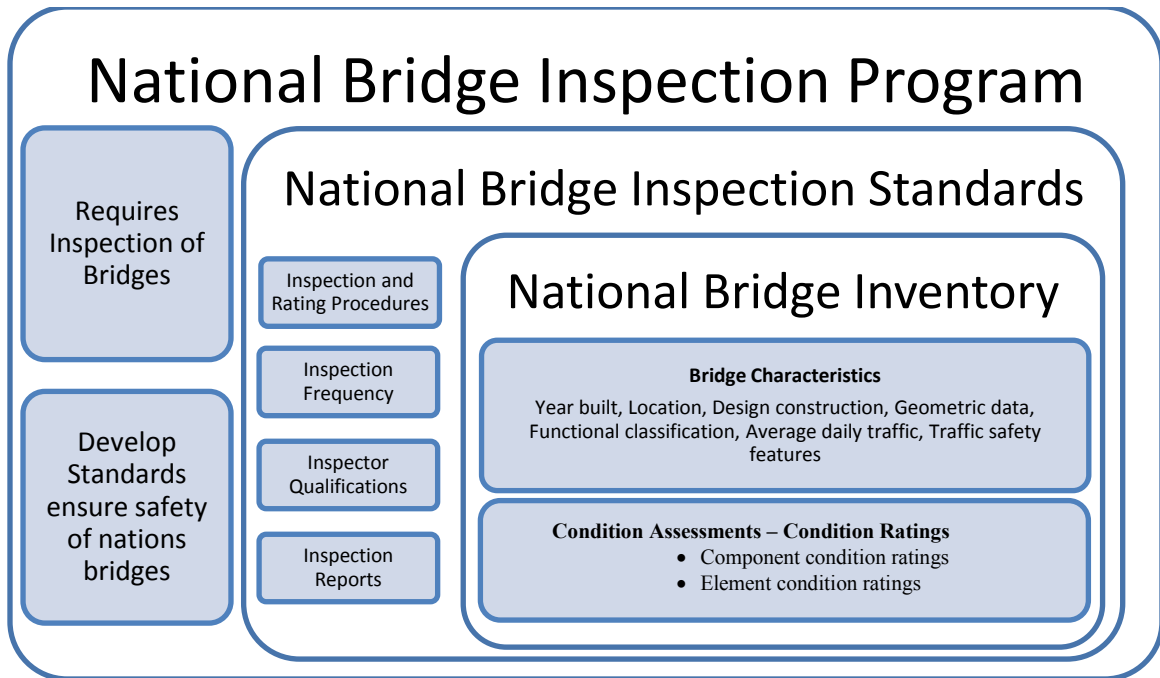 National Bridge Inspection Program
Requires
Inspection of
Bridges
Develop
Standards
ensure safety
of nations
bridges
National Bridge Inspection Standards
Inspection and
Rating Procedures
Inspection
Frequency
Inspector
Qualifications
Inspection
Reports
National Bridge Inventory
Bridge Characteristics
Year built, Location, Design construction, Geometric data,
Functional classification, Average daily traffic, Traffic safety
features
Condition Assessments – Condition Ratings
• Component condition ratings
• Element condition ratings